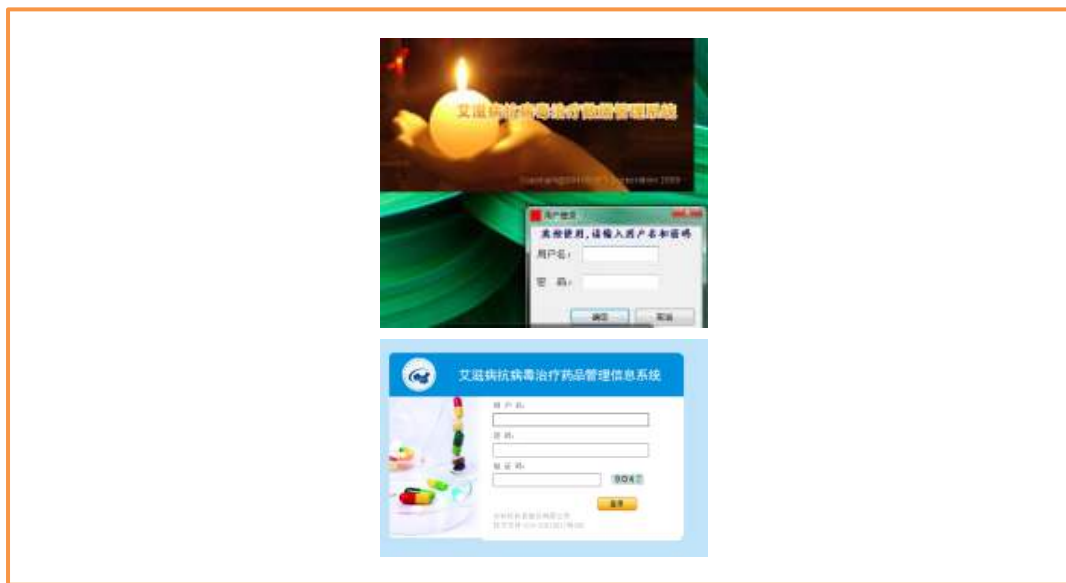 艾滋病抗病毒治疗数据管理系统
用户登录
欢迎使用,请输入用户名和密码
用户名:
密 码:
确定 取消
艾滋病抗病毒治疗药品管理信息系统
用 户 名:
密 码:
验 证 码:
登录